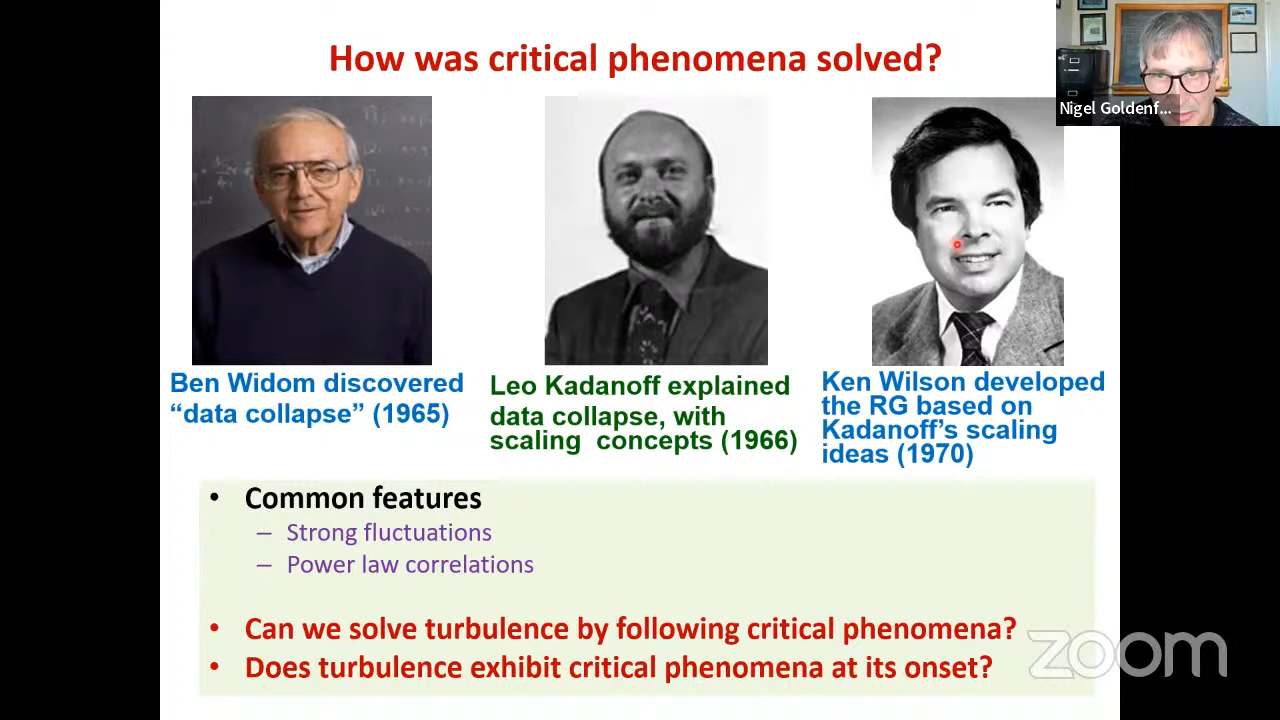 How was critical phenomena solved?
Nigel Goldenf...
Ben Widom discovered
“data collapse” (1965)
Leo Kadanoff explained
data collapse, with
scaling concepts (1966)
Ken Wilson developed
the RG based on
Kadanoff’s scaling
ideas (1970)
• Common features
– Strong fluctuations
– Power law correlations
• Can we solve turbulence by following critical phenomena?
• Does turbulence exhibit critical phenomena at its onset?
zoom